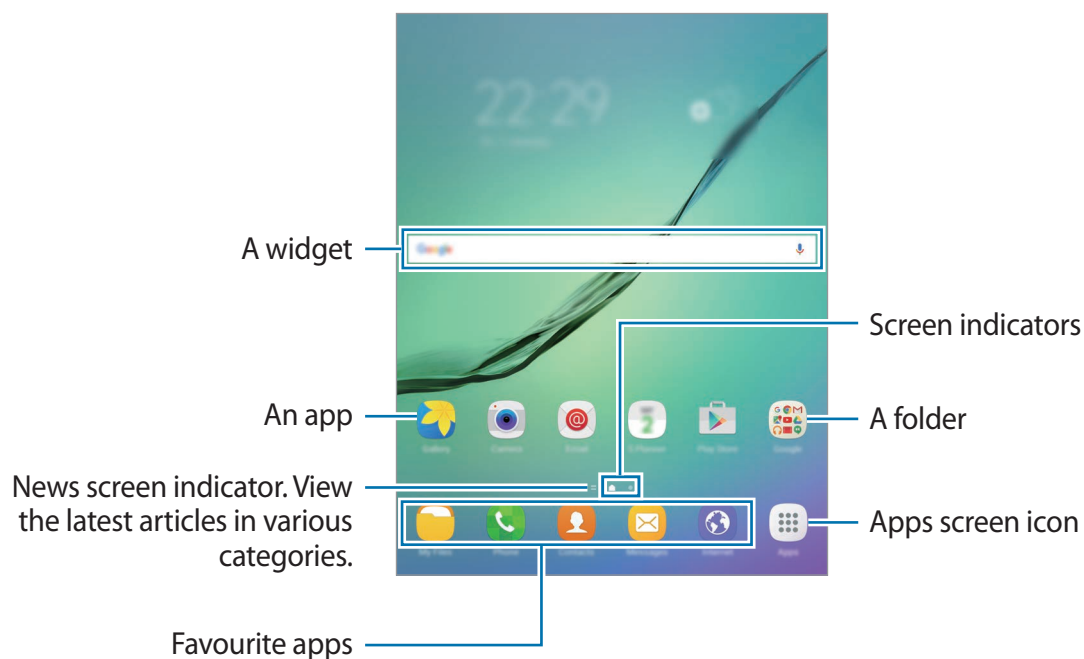 22:29
A widget
Google
Screen indicators
An app
A folder
Gallery
Camera
Email
S Planner
Play Store
Google
News screen indicator. View
the latest articles in various
categories.
Apps screen icon
My Files
Phone
Contacts
Messages
Internet
Apps
Favourite apps